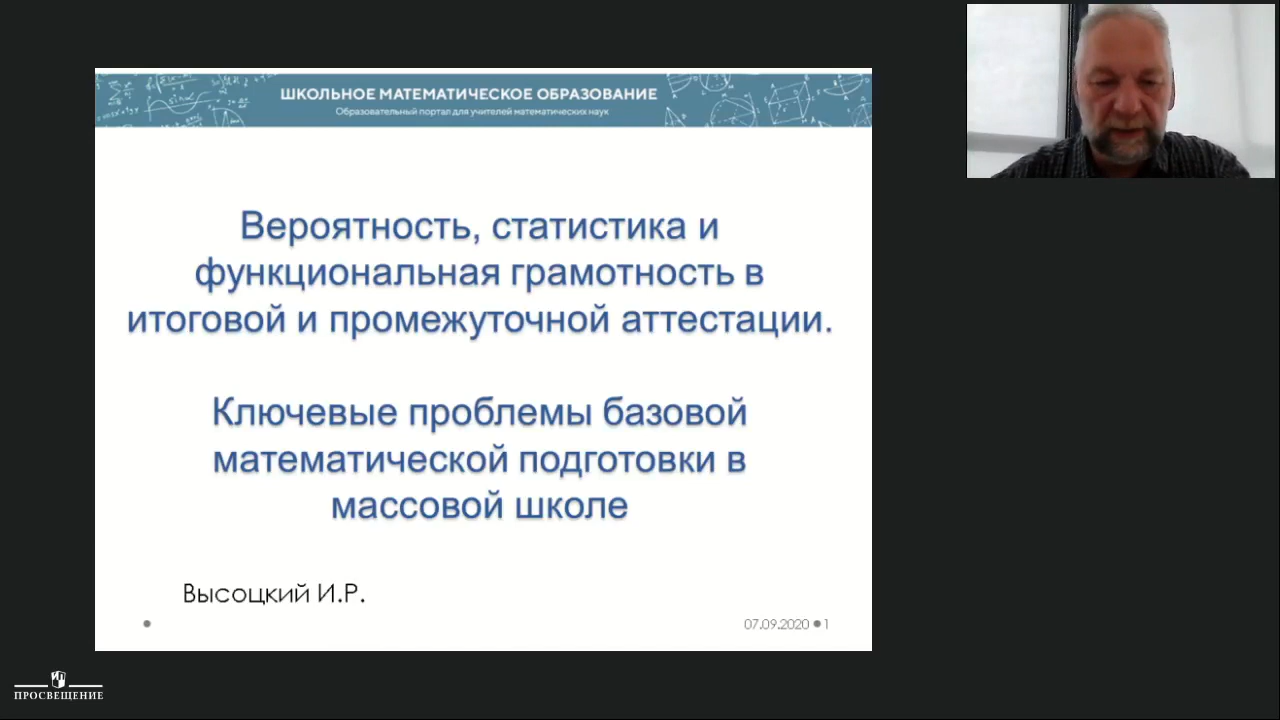 ШКОЛЬНОЕ МАТЕМАТИЧЕСКОЕ ОБРАЗОВАНИЕ
Образовательный портал для учителей математических наук
Вероятность, статистика и
функциональная грамотность в
итоговой и промежуточной аттестации.
Ключевые проблемы базовой
математической подготовки в
массовой школе
Высоцкий И.Р.
07.09.2020 1
ПРОСВЕЩЕНИЕ